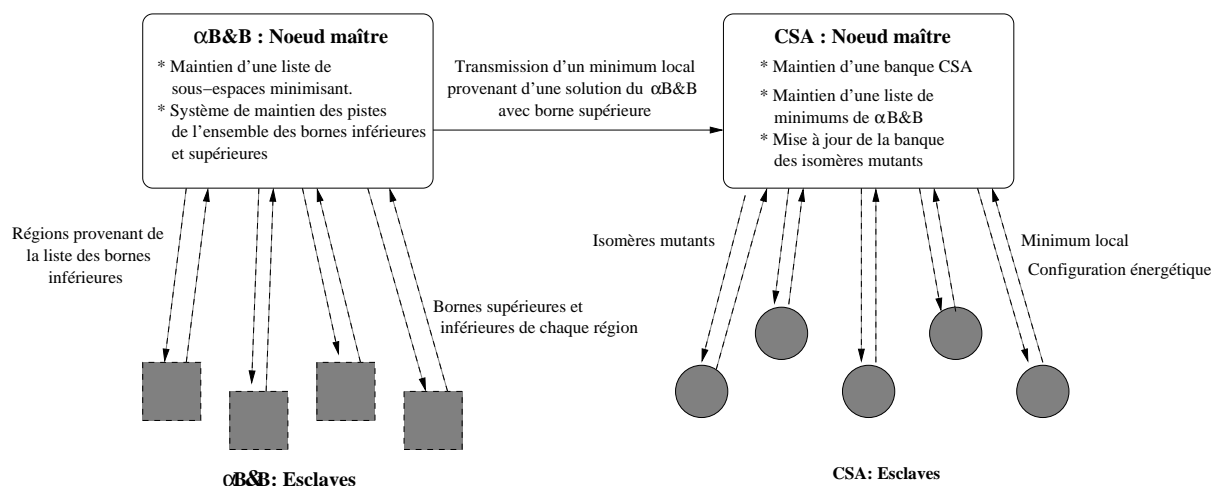 αB&B : Noeud maître
* Maintien d'une liste de
sous−espaces minimisant.
* Système de maintien des pistes
de l'ensemble des bornes inférieures
et supérieures
Transmission d'un minimum local
provenant d'une solution du αB&B
avec borne supérieure
CSA : Noeud maître
* Maintien d'une banque CSA
* Maintien d'une liste de
minimums de αB&B
* Mise à jour de la banque
des isomères mutants
Régions provenant de
la liste des bornes
inférieures
Bornes supérieures et
inférieures de chaque région
Isomères mutants
Minimum local
Configuration énergétique
αB&B: Esclaves
CSA: Esclaves